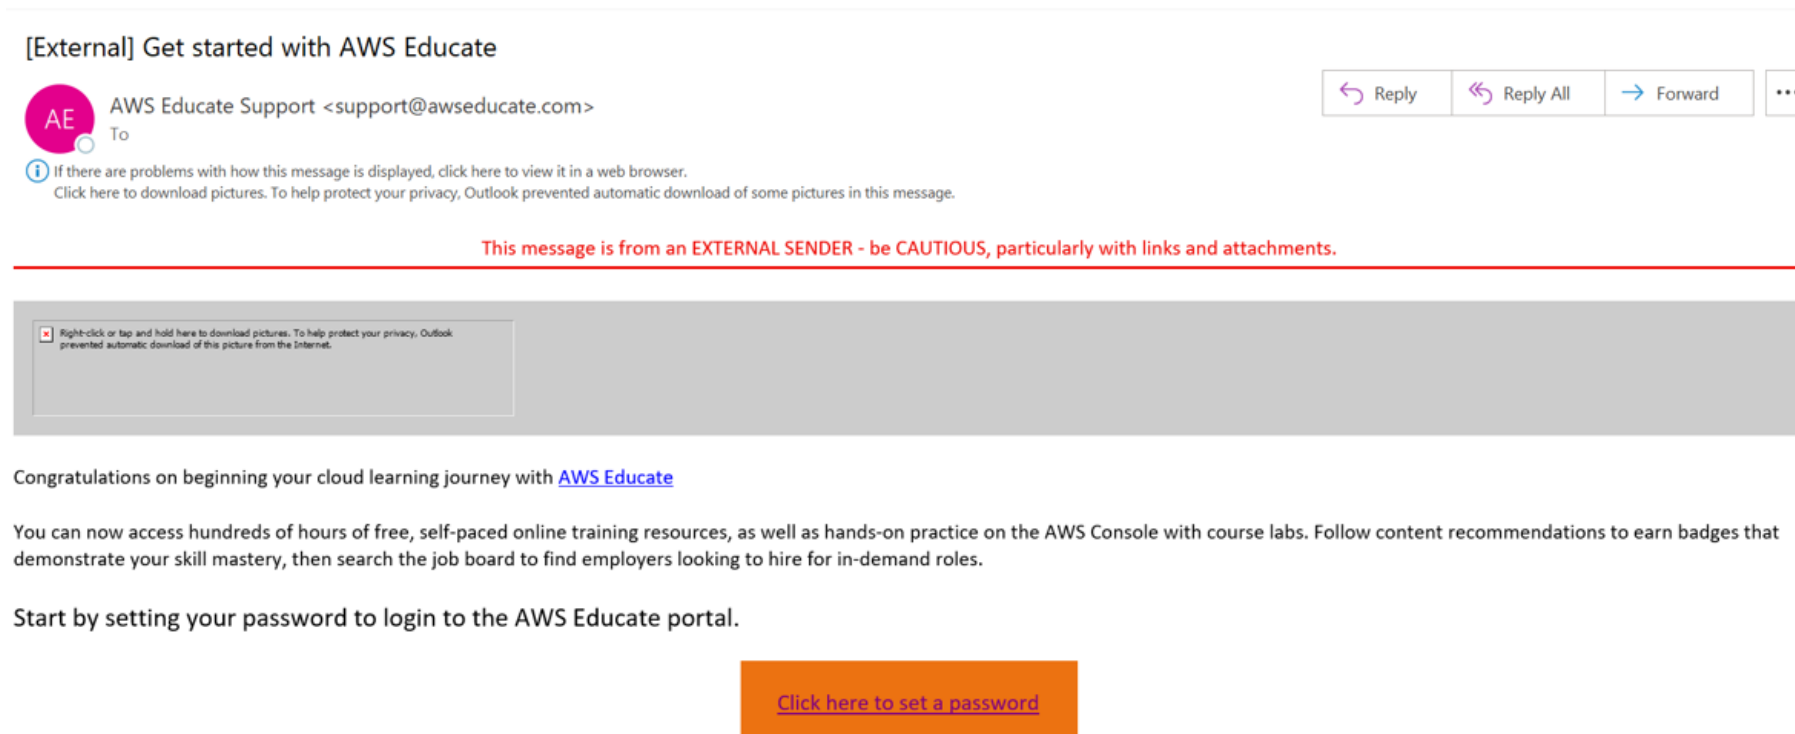 [External] Get started with AWS Educate
AE
AWS Educate Support <support@awseducate.com>
To
Reply
Reply All
Forward
If there are problems with how this message is displayed, click here to view it in a web browser.
Click here to download pictures. To help protect your privacy, Outlook prevented automatic download of some pictures in this message.
This message is from an EXTERNAL SENDER - be CAUTIOUS, particularly with links and attachments.
Right-click or tap and hold here to download pictures. To help protect your privacy, Outlook
prevented automatic download of this picture from the Internet.
Congratulations on beginning your cloud learning journey with AWS Educate
You can now access hundreds of hours of free, self-paced online training resources, as well as hands-on practice on the AWS Console with course labs. Follow content recommendations to earn badges that
demonstrate your skill mastery, then search the job board to find employers looking to hire for in-demand roles.
Start by setting your password to login to the AWS Educate portal.
Click here to set a password